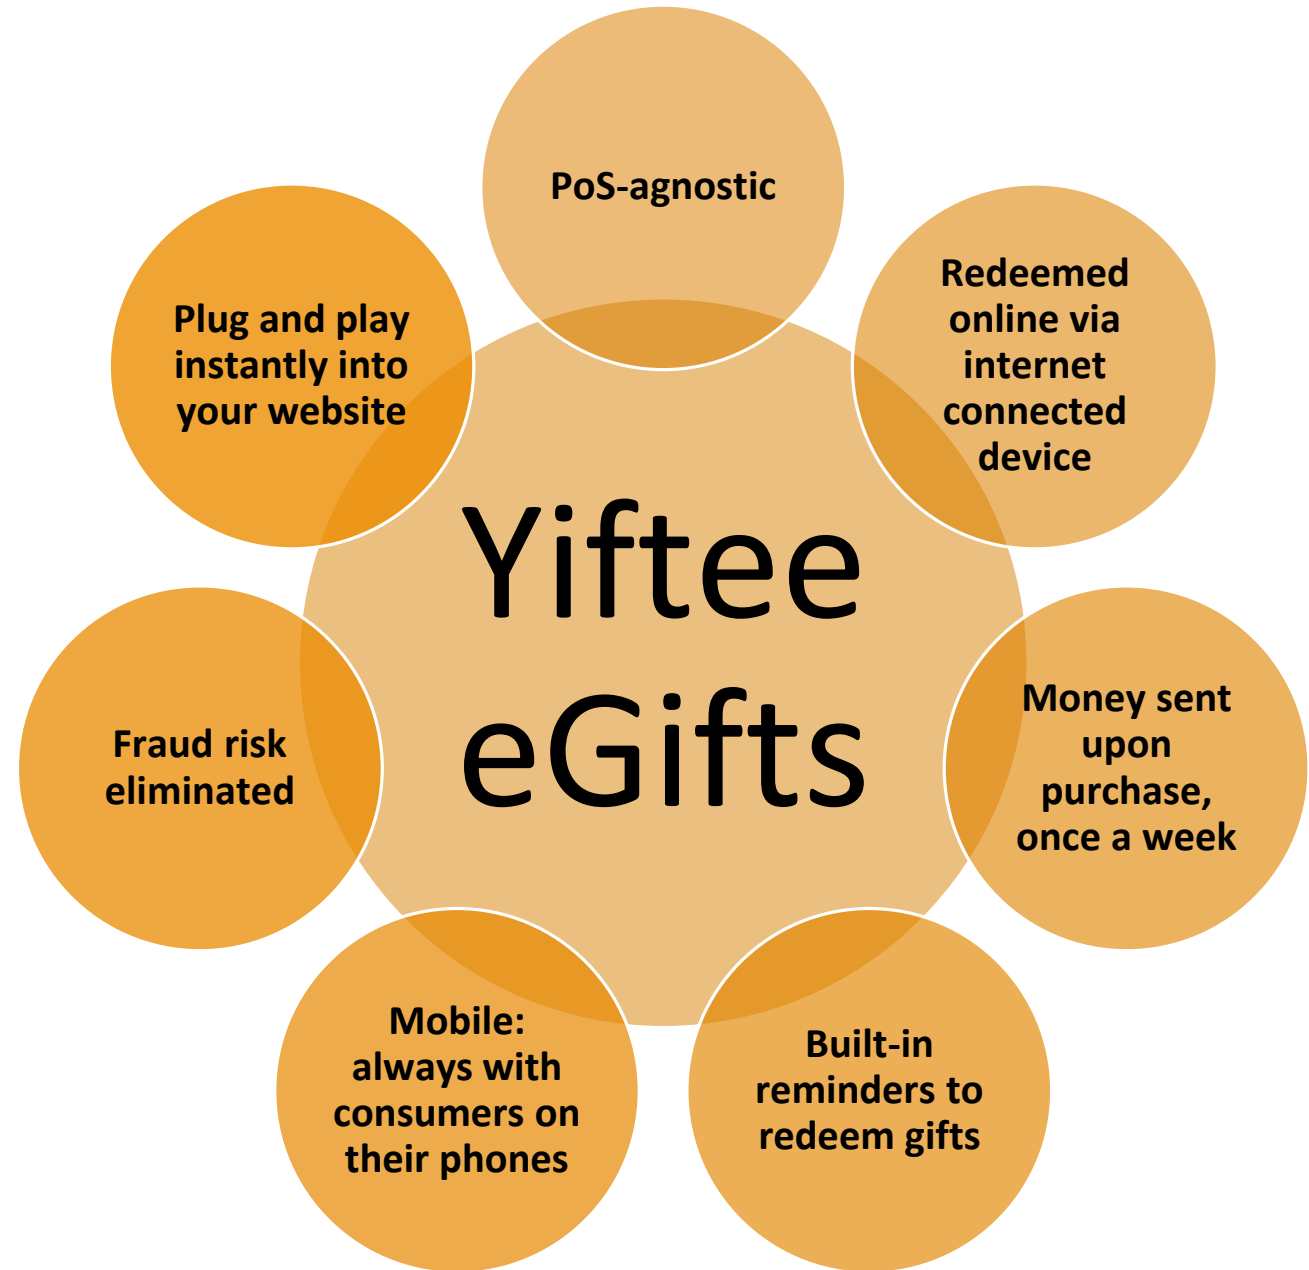 PoS-agnostic
Redeemed
online via
internet
connected
device
Money sent
upon
purchase,
once a week
Built-in
reminders to
redeem gifts
Mobile:
always with
consumers on
their phones
Fraud risk
eliminated
Plug and play
instantly into
your website
Yiftee
eGifts